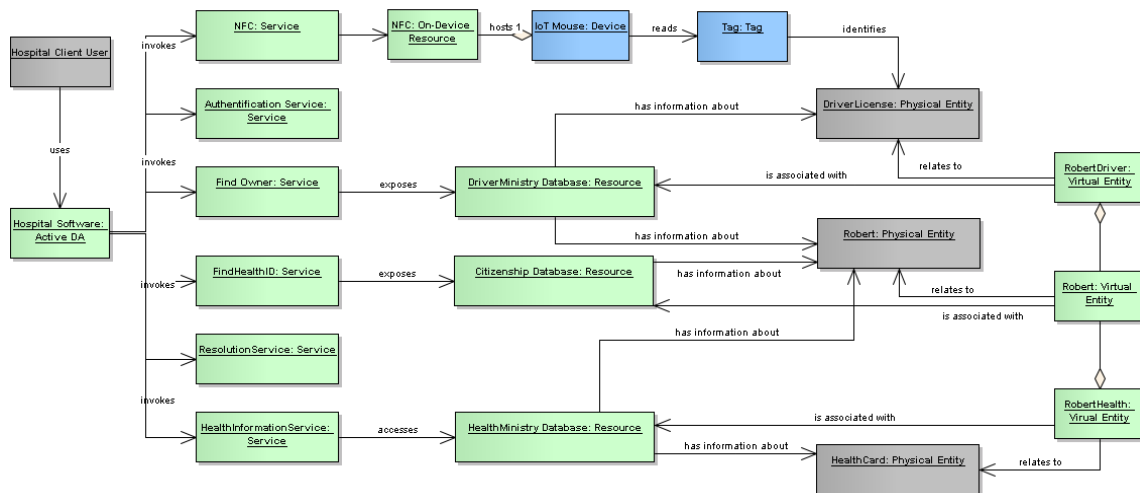 NFC: Service
NFC: On-Device
Resource
hosts 1
IoT Mouse: Device
reads
Tag: Tag
identifies
Hospital Client User
invokes
Authentification Service:
Service
has information about
DriverLicense: Physical Entity
uses
invokes
relates to
Find Owner: Service
exposes
DriverMinistry Database: Resource
is associated with
RobertDriver:
Virtual Entity
Hospital Software:
Active DA
has information about
Robert: Physical Entity
invokes
FindHealthID: Service
exposes
Citizenship Database: Resource
has information about
relates to
Robert: Virtual
Entity
is associated with
has information about
ResolutionService: Service
invokes
HealthInformationService:
Service
accesses
HealthMinistry Database: Resource
is associated with
RobertHealth:
Virual Entity
has information about
HealthCard: Physical Entity
relates to